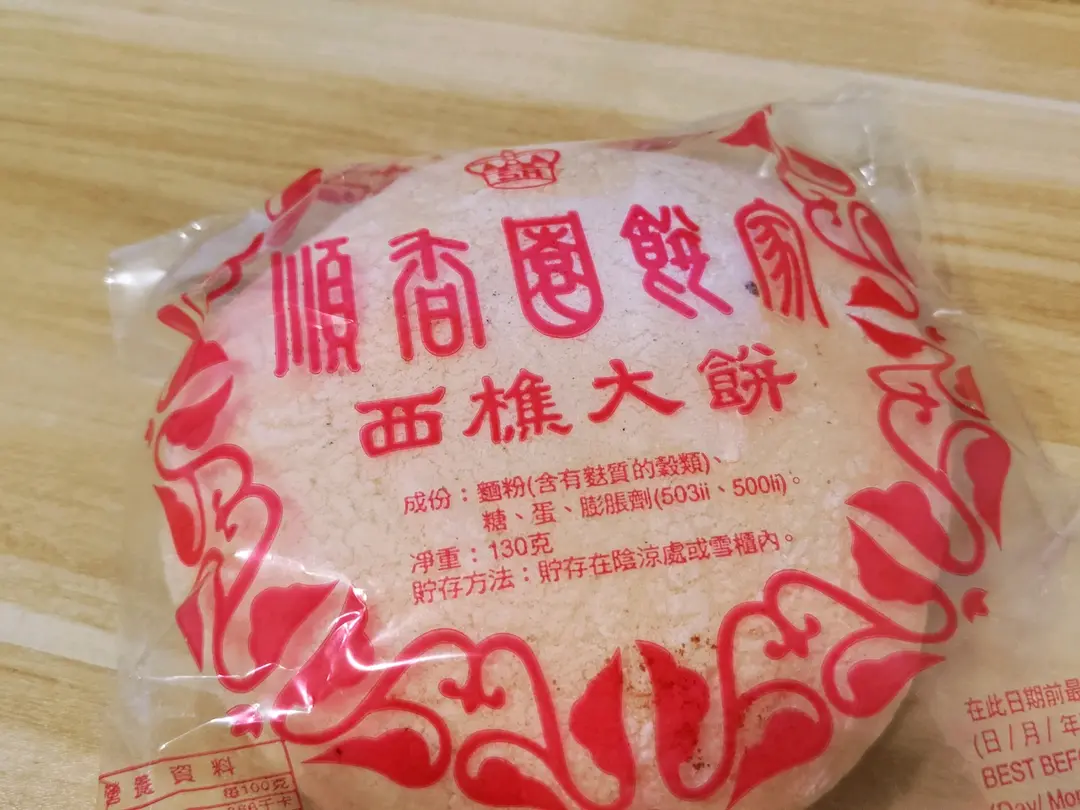 順香園餅家
西樵大餅
成份：麵粉(含有麩質的穀類)、
糖、蛋、膨脹劑(503ii、500ii)。
淨重：130克
貯存方法：貯存在陰涼處或雪櫃內。
營養資料
每100克
千卡
在此日期前最
(日/月/年
BEST BEF